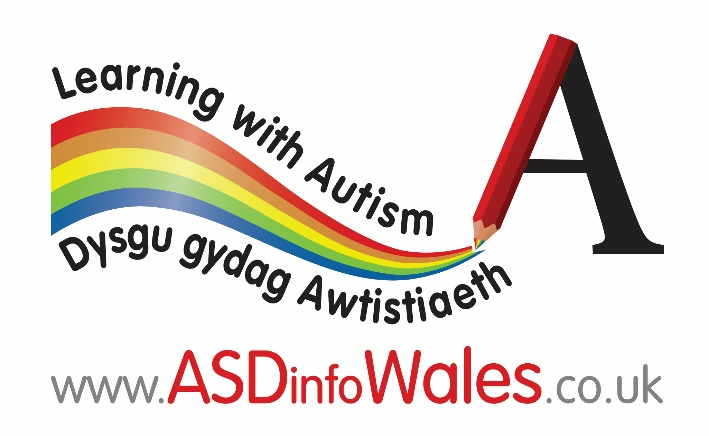 Learning with Autism
A
Dysgu gydag Awtistiaeth
www.ASDinfoWales.co.uk